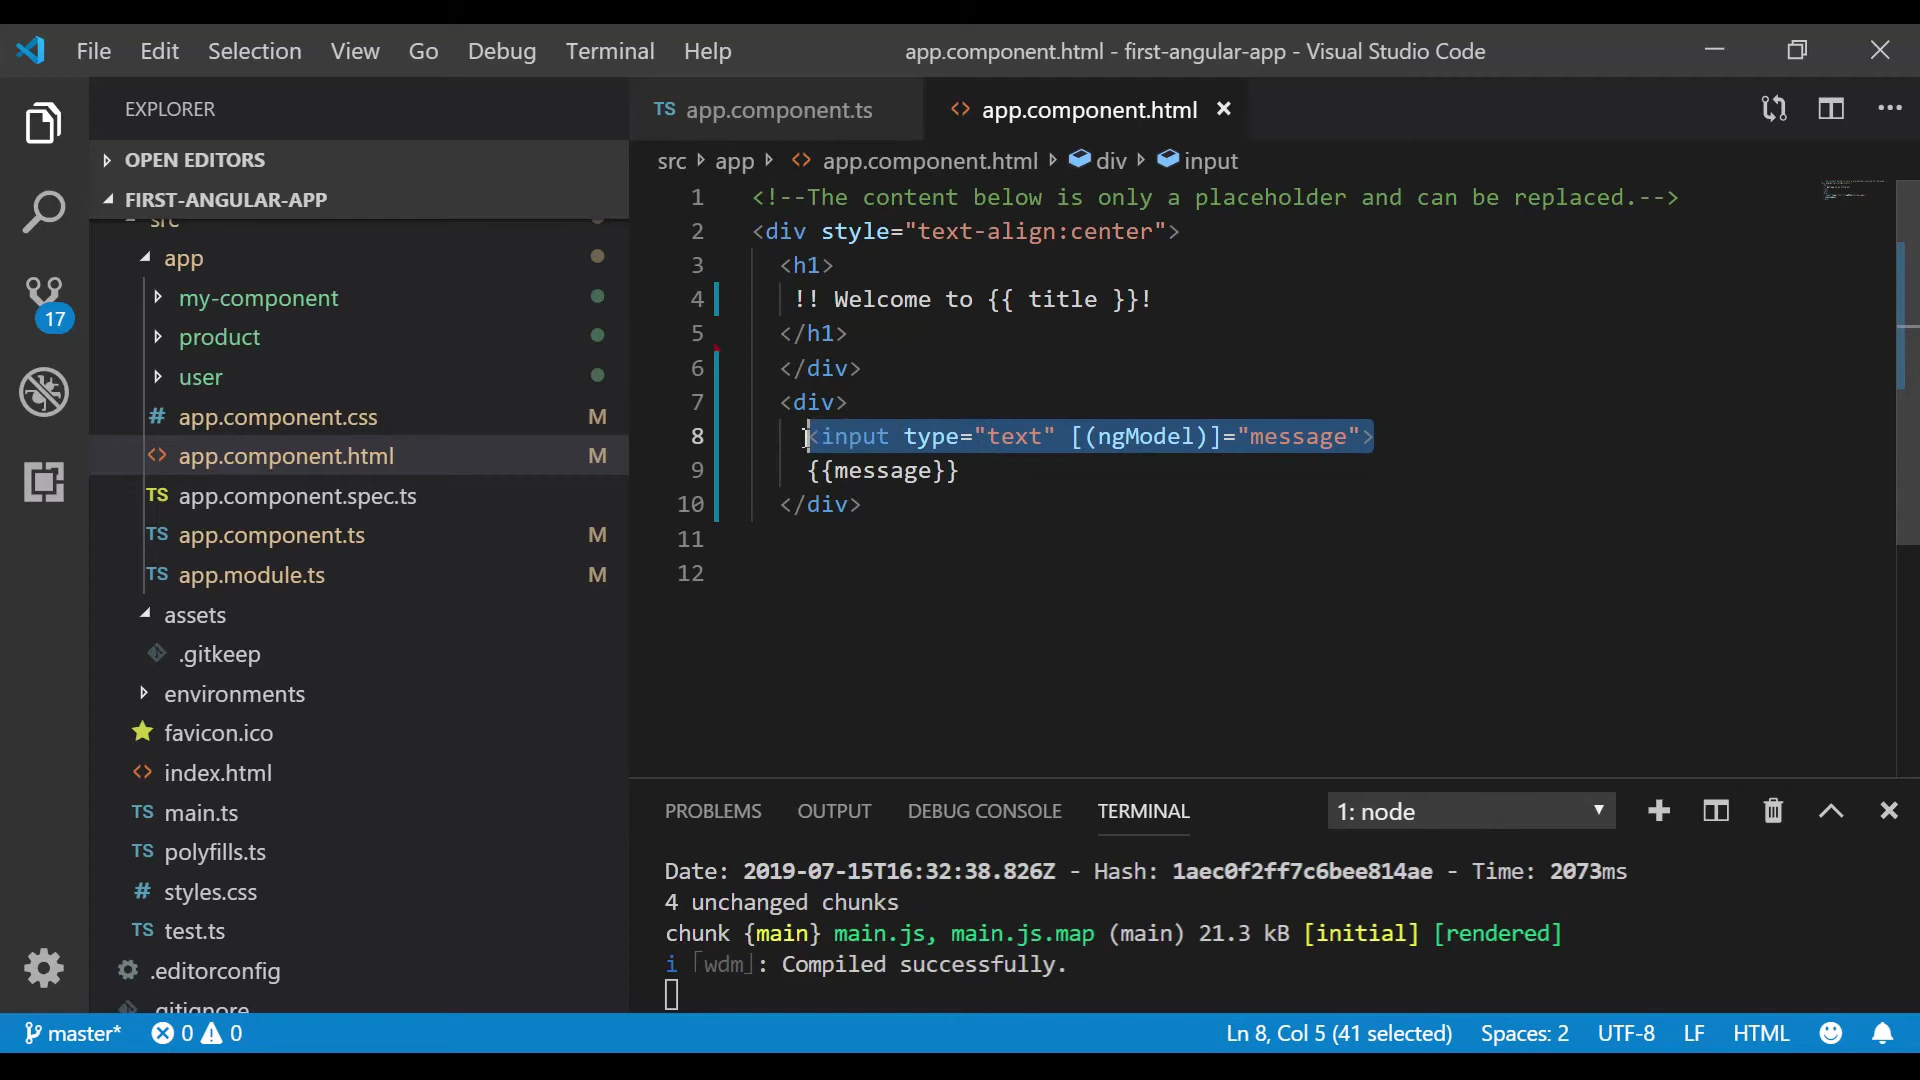 File Edit Selection View Go Debug Terminal Help app.component.html - first-angular-app - Visual Studio Code
EXPLORER
OPEN EDITORS
FIRST-ANGULAR-APP
src
app
my-component
product
user
# app.component.css M
<> app.component.html M
TS app.component.spec.ts
TS app.component.ts M
TS app.module.ts M
assets
.gitkeep
environments
favicon.ico
<> index.html
TS main.ts
TS polyfills.ts
# styles.css
TS test.ts
.editorconfig
.gitignore
17
TS app.component.ts <> app.component.html
src app <> app.component.html div input
1 <!--The content below is only a placeholder and can be replaced.-->
2 <div style="text-align:center">
3 <h1>
4 !! Welcome to {{ title }}!
5 </h1>
6 </div>
7 <div>
8 <input type="text" [(ngModel)]="message">
9 {{message}}
10 </div>
11
12
PROBLEMS OUTPUT DEBUG CONSOLE TERMINAL 1: node
Date: 2019-07-15T16:32:38.826Z - Hash: 1aec0f2ff7c6bee814ae - Time: 2073ms
4 unchanged chunks
chunk {main} main.js, main.js.map (main) 21.3 kB [initial] [rendered]
i ｢wdm｣: Compiled successfully.
master* 0 0 Ln 8, Col 5 (41 selected) Spaces: 2 UTF-8 LF HTML